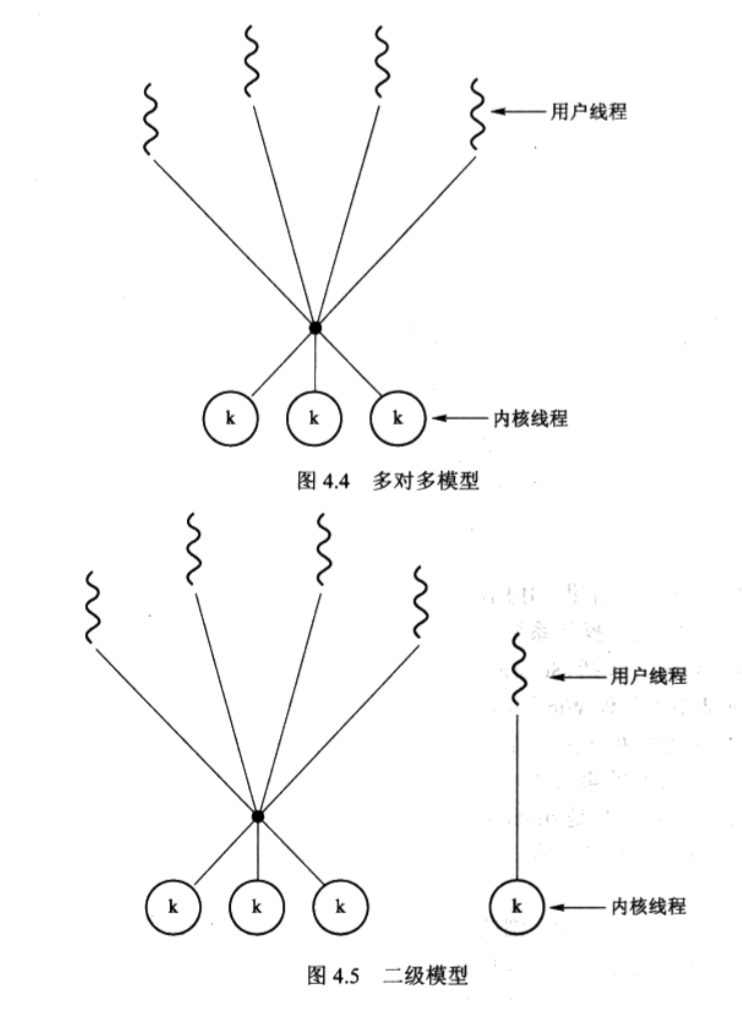 用户线程
k k k
内核线程
图 4.4 多对多模型
用户线程
k k k k
内核线程
图 4.5 二级模型